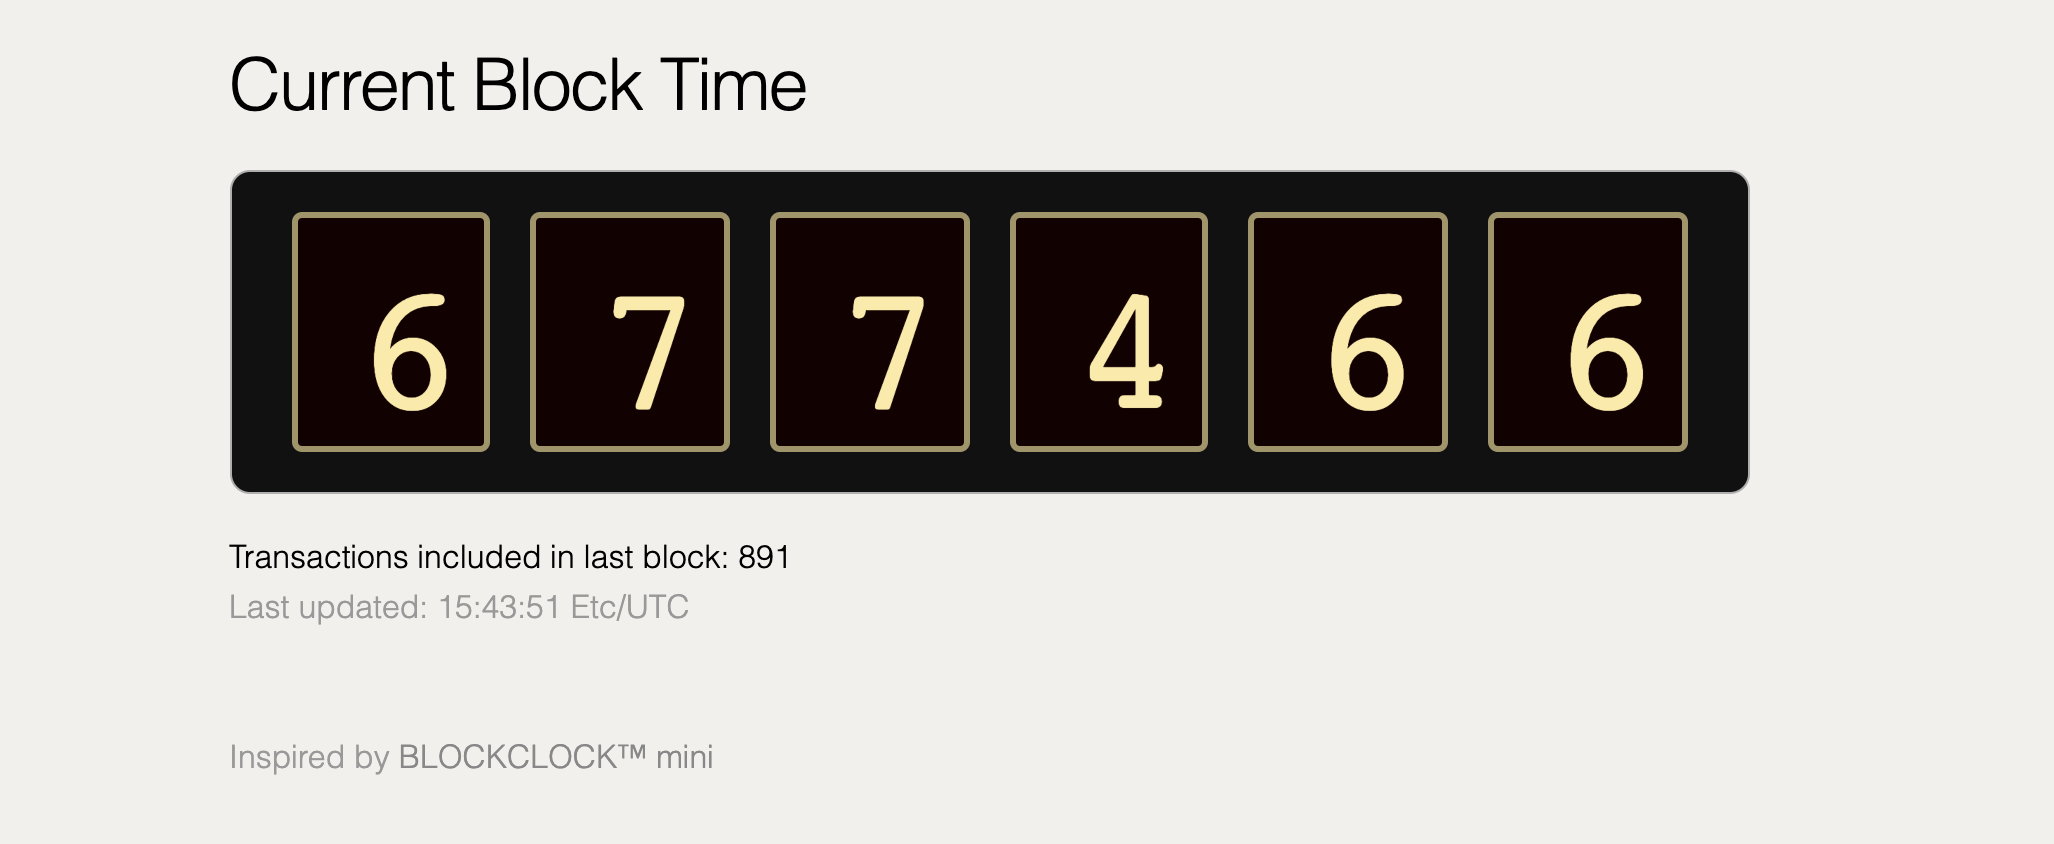 Current Block Time
6 7 7 4 6 6
Transactions included in last block: 891
Last updated: 15:43:51 Etc/UTC
Inspired by BLOCKCLOCK™ mini